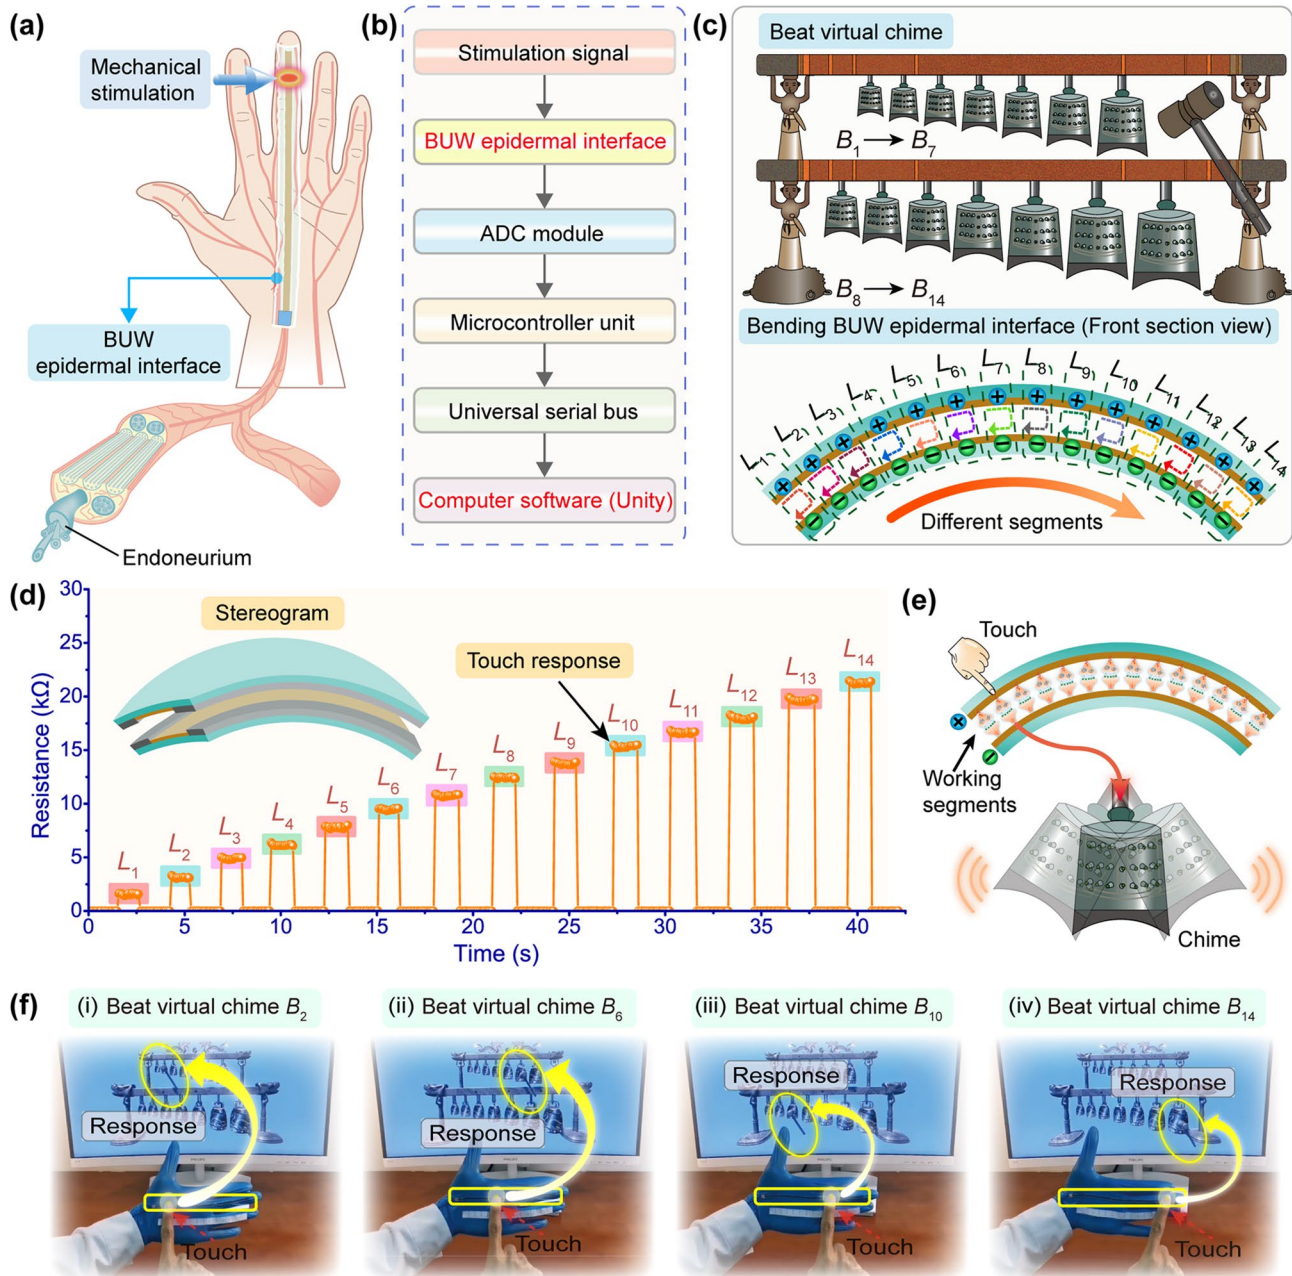 (a)
Mechanical
stimulation
BUW
epidermal interface
Endoneurium
(b)
Stimulation signal
BUW epidermal interface
ADC module
Microcontroller unit
Universal serial bus
Computer software (Unity)
(c)
Beat virtual chime
B1 → B7
B8 → B14
Bending BUW epidermal interface (Front section view)
L1 L2 L3 L4 L5 L6 L7 L8 L9 L10 L11 L12 L13 L14
Different segments
(d)
Stereogram
Touch response
L1 L2 L3 L4 L5 L6 L7 L8 L9 L10 L11 L12 L13 L14
Resistance (kΩ)
30
25
20
15
10
5
0
0 5 10 15 20 25 30 35 40
Time (s)
(e)
Touch
Working
segments
Chime
(f)
(i) Beat virtual chime B2
Response
Touch
(ii) Beat virtual chime B6
Response
Touch
(iii) Beat virtual chime B10
Response
Touch
(iv) Beat virtual chime B14
Response
Touch